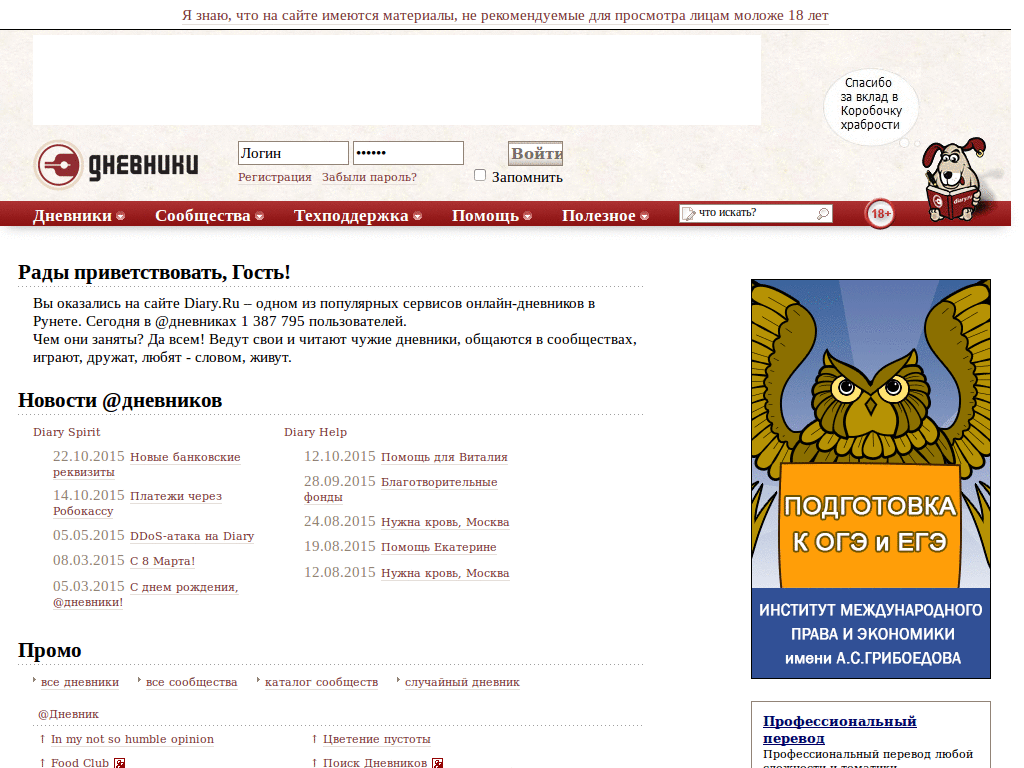 Я знаю, что на сайте имеются материалы, не рекомендуемые для просмотра лицам моложе 18 лет
Спасибо
за вклад в
Коробочку
храбрости
дневники
Логин
••••••
Войти
Регистрация Забыли пароль?
Запомнить
Дневники Сообщества Техподдержка Помощь Полезное что искать? 18+
diary.ru
Рады приветствовать, Гость!
Вы оказались на сайте Diary.Ru – одном из популярных сервисов онлайн-дневников в
Рунете. Сегодня в @дневниках 1 387 795 пользователей.
Чем они заняты? Да всем! Ведут свои и читают чужие дневники, общаются в сообществах,
играют, дружат, любят - словом, живут.
Новости @дневников
Diary Spirit
22.10.2015 Новые банковские
реквизиты
14.10.2015 Платежи через
Робокассу
05.05.2015 DDoS-атака на Diary
08.03.2015 С 8 Марта!
05.03.2015 С днем рождения,
@дневники!
Diary Help
12.10.2015 Помощь для Виталия
28.09.2015 Благотворительные
фонды
24.08.2015 Нужна кровь, Москва
19.08.2015 Помощь Екатерине
12.08.2015 Нужна кровь, Москва
Промо
все дневники все сообщества каталог сообществ случайный дневник
@Дневник
↑ In my not so humble opinion
↑ Цветение пустоты
↑ Food Club
↑ Поиск Дневников
ПОДГОТОВКА
К ОГЭ и ЕГЭ
ИНСТИТУТ МЕЖДУНАРОДНОГО
ПРАВА И ЭКОНОМИКИ
имени А.С.ГРИБОЕДОВА
Профессиональный
перевод
Профессиональный перевод любой
сложности и тематики